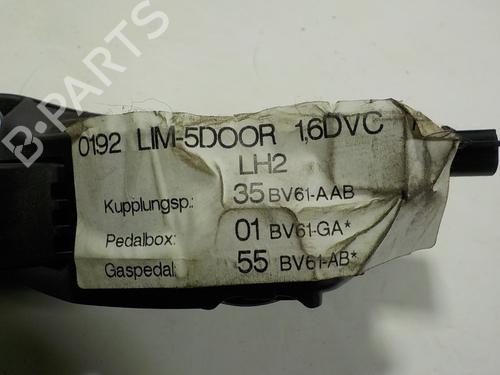 B-PARTS
0192 LIM-5DOOR 1,6DVC
LH2
Kupplungsp.: 35 BV61-AAB
Pedalbox: 01 BV61-GA*
Gaspedal: 55 BV61-AB*